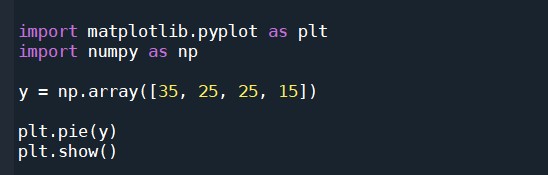 import matplotlib.pyplot as plt
import numpy as np
y = np.array([35, 25, 25, 15])
plt.pie(y)
plt.show()